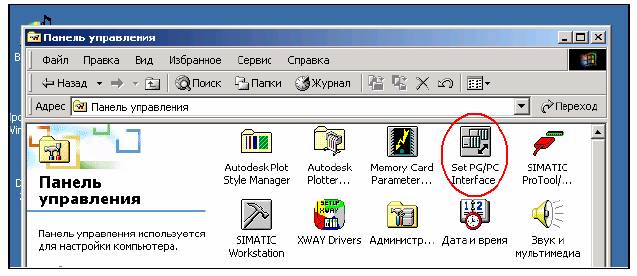 Панель управления
Файл Правка Вид Избранное Сервис Справка
Назад Поиск Папки Журнал
Адрес Панель управления Переход
Панель
управления
Панель управления используется
для настройки компьютера.
Autodesk Plot
Style Manager
Autodesk
Plotter...
Memory Card
Parameter...
Set PG/PC
Interface
SIMATIC
ProTool/...
SIMATIC
Workstation
SETUP
XWAY
XWAY Drivers
Администр...
Дата и время
Звук и
мультимедиа